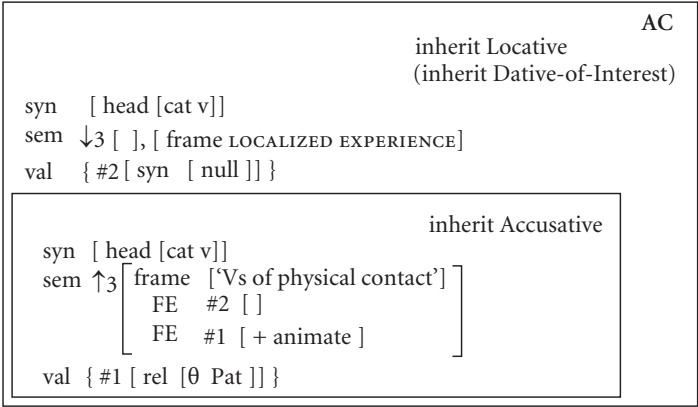 AC
inherit Locative
(inherit Dative-of-Interest)
syn [ head [cat v]]
sem ↓3 [ ], [ frame LOCALIZED EXPERIENCE]
val { #2 [ syn [ null ]] }
inherit Accusative
syn [ head [cat v]]
sem ↑3 [ frame [‘Vs of physical contact’]
FE #2 [ ]
FE #1 [ + animate ] ]
val { #1 [ rel [θ Pat ]] }